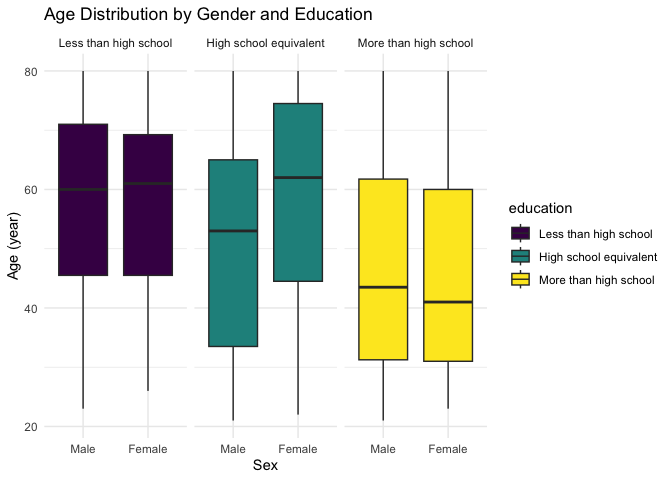 Age Distribution by Gender and Education
Less than high school
High school equivalent
More than high school
80
60
40
20
Age (year)
Male
Female
Male
Female
Male
Female
Sex
education
Less than high school
High school equivalent
More than high school